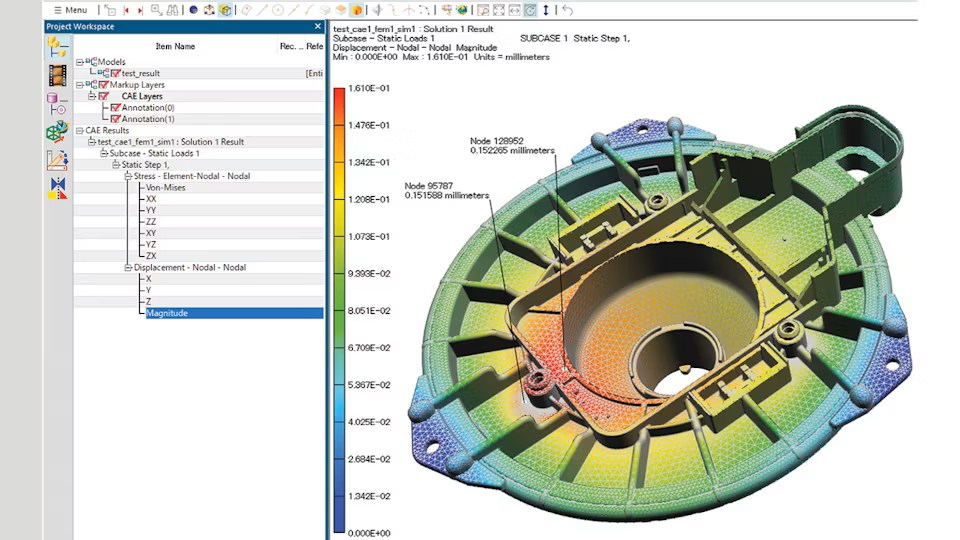 Menu
Project Workspace
Item Name
Rec...
Refe
Models
test_result
[Enti
Markup Layers
CAE Layers
Annotation(0)
Annotation(1)
CAE Results
test_cae1_fem1_sim1 : Solution 1 Result
Subcase - Static Loads 1
Static Step 1,
Stress - Element-Nodal - Nodal
Von-Mises
XX
YY
ZZ
XY
YZ
ZX
Displacement - Nodal - Nodal
X
Y
Z
Magnitude
test_cae1_fem1_sim1 : Solution 1 Result
Subcase - Static Loads 1 SUBCASE 1 Static Step 1,
Displacement - Nodal - Nodal Magnitude
Min : 0.000E+00 Max : 1.610E-01 Units = millimeters
1.610E-01
1.476E-01
1.342E-01
1.208E-01
1.073E-01
9.393E-02
8.051E-02
6.709E-02
5.367E-02
4.025E-02
2.684E-02
1.342E-02
0.000E+00
Node 128952
0.152265 millimeters
Node 95787
0.151588 millimeters